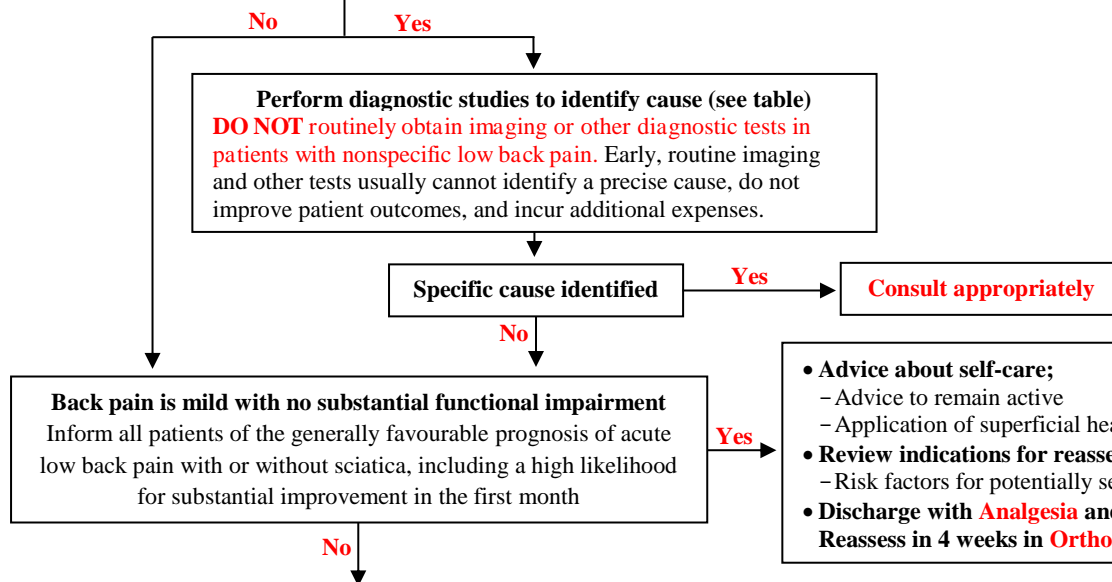 No
Yes
Perform diagnostic studies to identify cause (see table)
DO NOT routinely obtain imaging or other diagnostic tests in
patients with nonspecific low back pain. Early, routine imaging
and other tests usually cannot identify a precise cause, do not
improve patient outcomes, and incur additional expenses.
Specific cause identified
Yes
Consult appropriately
No
Back pain is mild with no substantial functional impairment
Inform all patients of the generally favourable prognosis of acute
low back pain with or without sciatica, including a high likelihood
for substantial improvement in the first month
Yes
• Advice about self-care;
- Advice to remain active
- Application of superficial
• Review indications for
- Risk factors for potentially
• Discharge with Analgesia
Reassess in 4 weeks in
No